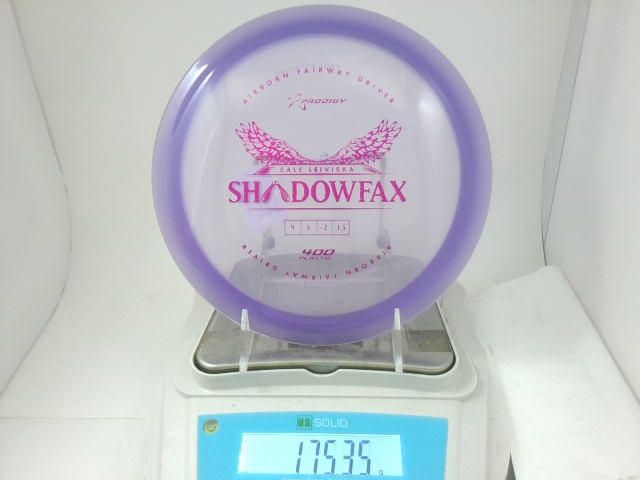 AIRBORN FAIRWAY DRIVER
PRODIGY
CALE LEIVISKA
SHADOWFAX
9 5 -2 1.5
400
PLASTIC
AIRBORN FAIRWAY DRIVER
US SOLID
175.35 g